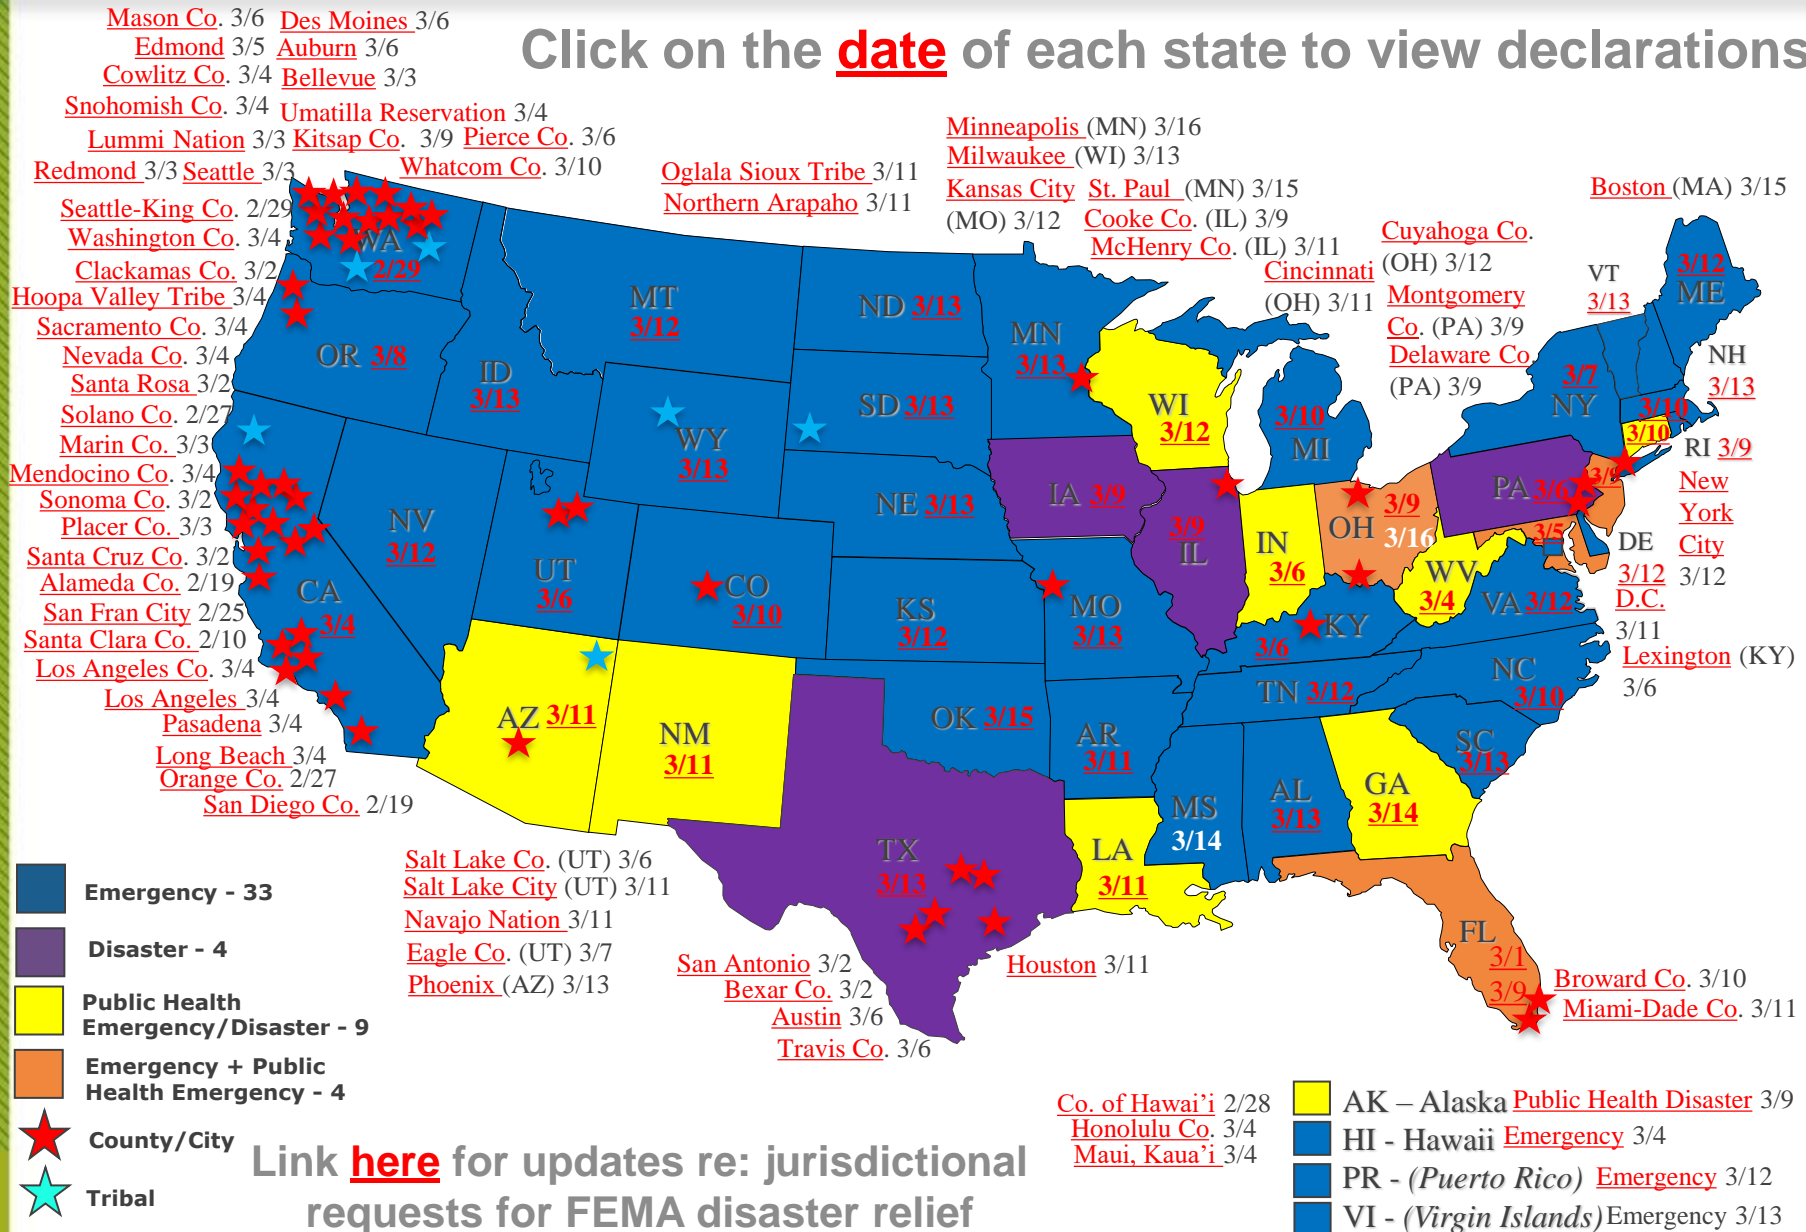 Click on the date of each state to view declarations
Mason Co. 3/6 Des Moines 3/6
Edmond 3/5 Auburn 3/6
Cowlitz Co. 3/4 Bellevue 3/3
Snohomish Co. 3/4 Umatilla Reservation 3/4
Lummi Nation 3/3 Kitsap Co. 3/9 Pierce Co. 3/6
Redmond 3/3 Seattle 3/3 Whatcom Co. 3/10
Seattle-King Co. 2/29
Washington Co. 3/4
Clackamas Co. 3/2
Hoopa Valley Tribe 3/4
Sacramento Co. 3/4
Nevada Co. 3/4
Santa Rosa 3/2
Solano Co. 2/27
Marin Co. 3/3
Mendocino Co. 3/4
Sonoma Co. 3/2
Placer Co. 3/3
Santa Cruz Co. 3/2
Alameda Co. 2/19
San Fran City 2/25
Santa Clara Co. 2/10
Los Angeles Co. 3/4
Los Angeles 3/4
Pasadena 3/4
Long Beach 3/4
Orange Co. 2/27
San Diego Co. 2/19
Oglala Sioux Tribe 3/11
Northern Arapaho 3/11
Minneapolis (MN) 3/16
Milwaukee (WI) 3/13
Kansas City St. Paul (MN) 3/15
(MO) 3/12 Cooke Co. (IL) 3/9
McHenry Co. (IL) 3/11
Cincinnati
(OH) 3/11
Cuyahoga Co.
(OH) 3/12
Montgomery
Co. (PA) 3/9
Delaware Co.
(PA) 3/9
Boston (MA) 3/15
VT
3/13
3/12
ME
NH
3/13
3/7
NY
3/10
3/10
RI 3/9
New
York
City
3/12
DE
3/12
D.C.
3/11
Lexington (KY)
3/6
WA
2/29
OR 3/8
ID
3/13
MT
3/12
WY
3/13
ND 3/13
SD 3/13
NE 3/13
MN
3/13
WI
3/12
3/10
MI
IA 3/9
3/9
IL
IN
3/6
3/9
OH 3/16
PA 3/6
3/9
3/5
WV
3/4
VA 3/12
NV
3/12
UT
3/6
CO
3/10
KS
3/12
MO
3/13
KY
3/6
CA
3/4
AZ 3/11
NM
3/11
OK 3/15
AR
3/11
TN 3/12
NC
3/10
SC
3/13
TX
3/13
LA
3/11
MS
3/14
AL
3/13
GA
3/14
FL
3/1
3/9
Broward Co. 3/10
Miami-Dade Co. 3/11
Salt Lake Co. (UT) 3/6
Salt Lake City (UT) 3/11
Navajo Nation 3/11
Eagle Co. (UT) 3/7
Phoenix (AZ) 3/13
San Antonio 3/2
Bexar Co. 3/2
Austin 3/6
Travis Co. 3/6
Houston 3/11
Emergency - 33
Disaster - 4
Public Health
Emergency/Disaster - 9
Emergency + Public
Health Emergency - 4
County/City
Tribal
Link here for updates re: jurisdictional
requests for FEMA disaster relief
Co. of Hawai’i 2/28
Honolulu Co. 3/4
Maui, Kaua’i 3/4
AK – Alaska Public Health Disaster 3/9
HI - Hawaii Emergency 3/4
PR - (Puerto Rico) Emergency 3/12
VI - (Virgin Islands) Emergency 3/13